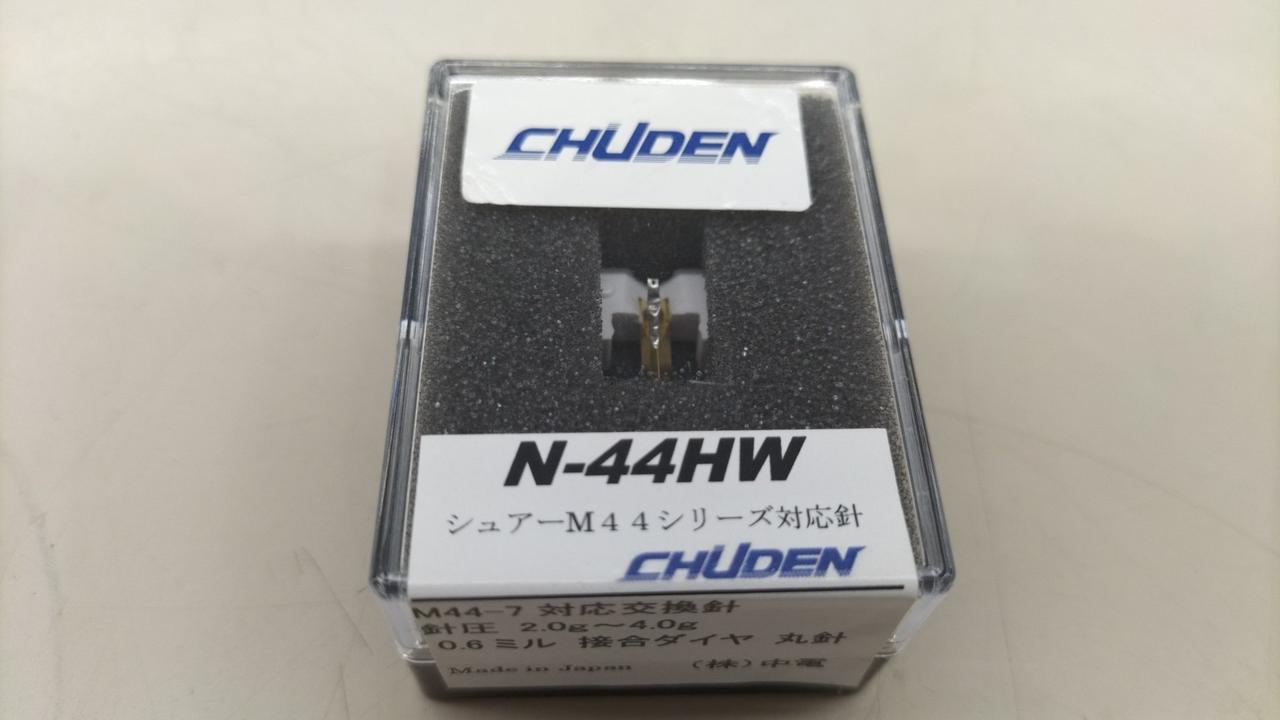 CHUDEN
N-44HW
シュアーM４４シリーズ対応針
CHUDEN
M44-7 対応交換針
針圧 2.0g～4.0g
0.6ミル 接合ダイヤ 丸針
Made in Japan （株）中電